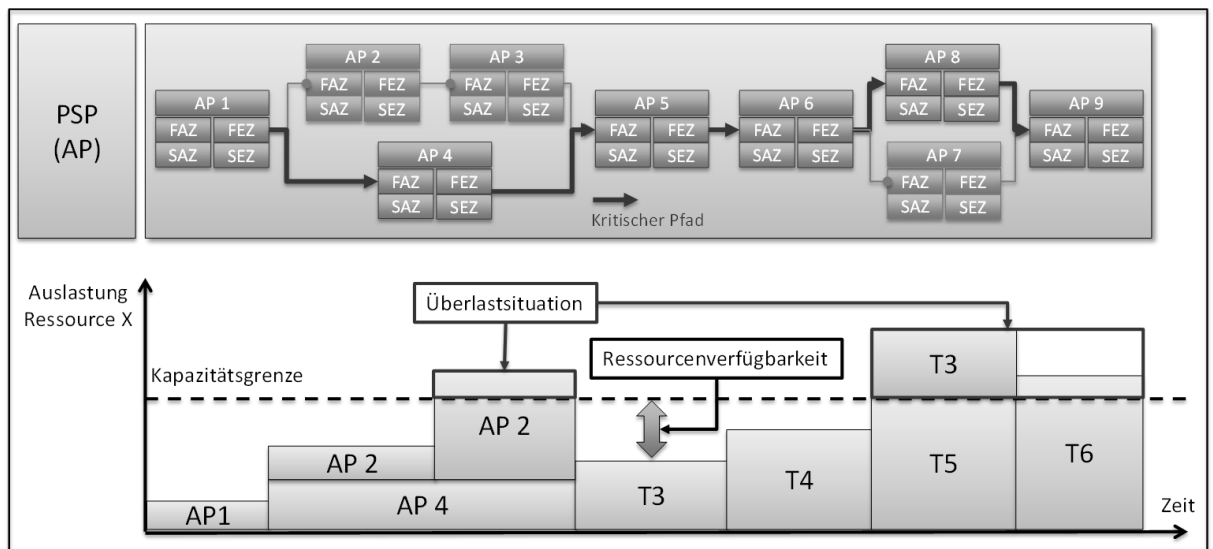 PSP
(AP)
AP 1
FAZ FEZ
SAZ SEZ
AP 2
FAZ FEZ
SAZ SEZ
AP 3
FAZ FEZ
SAZ SEZ
AP 4
FAZ FEZ
SAZ SEZ
AP 5
FAZ FEZ
SAZ SEZ
AP 6
FAZ FEZ
SAZ SEZ
AP 8
FAZ FEZ
SAZ SEZ
AP 7
FAZ FEZ
SAZ SEZ
AP 9
FAZ FEZ
SAZ SEZ
Kritischer Pfad
Auslastung
Ressource X
Überlastsituation
Ressourcenverfügbarkeit
Kapazitätsgrenze
AP1
AP 2
AP 4
AP 2
T3
T4
T3
T5
T6
Zeit